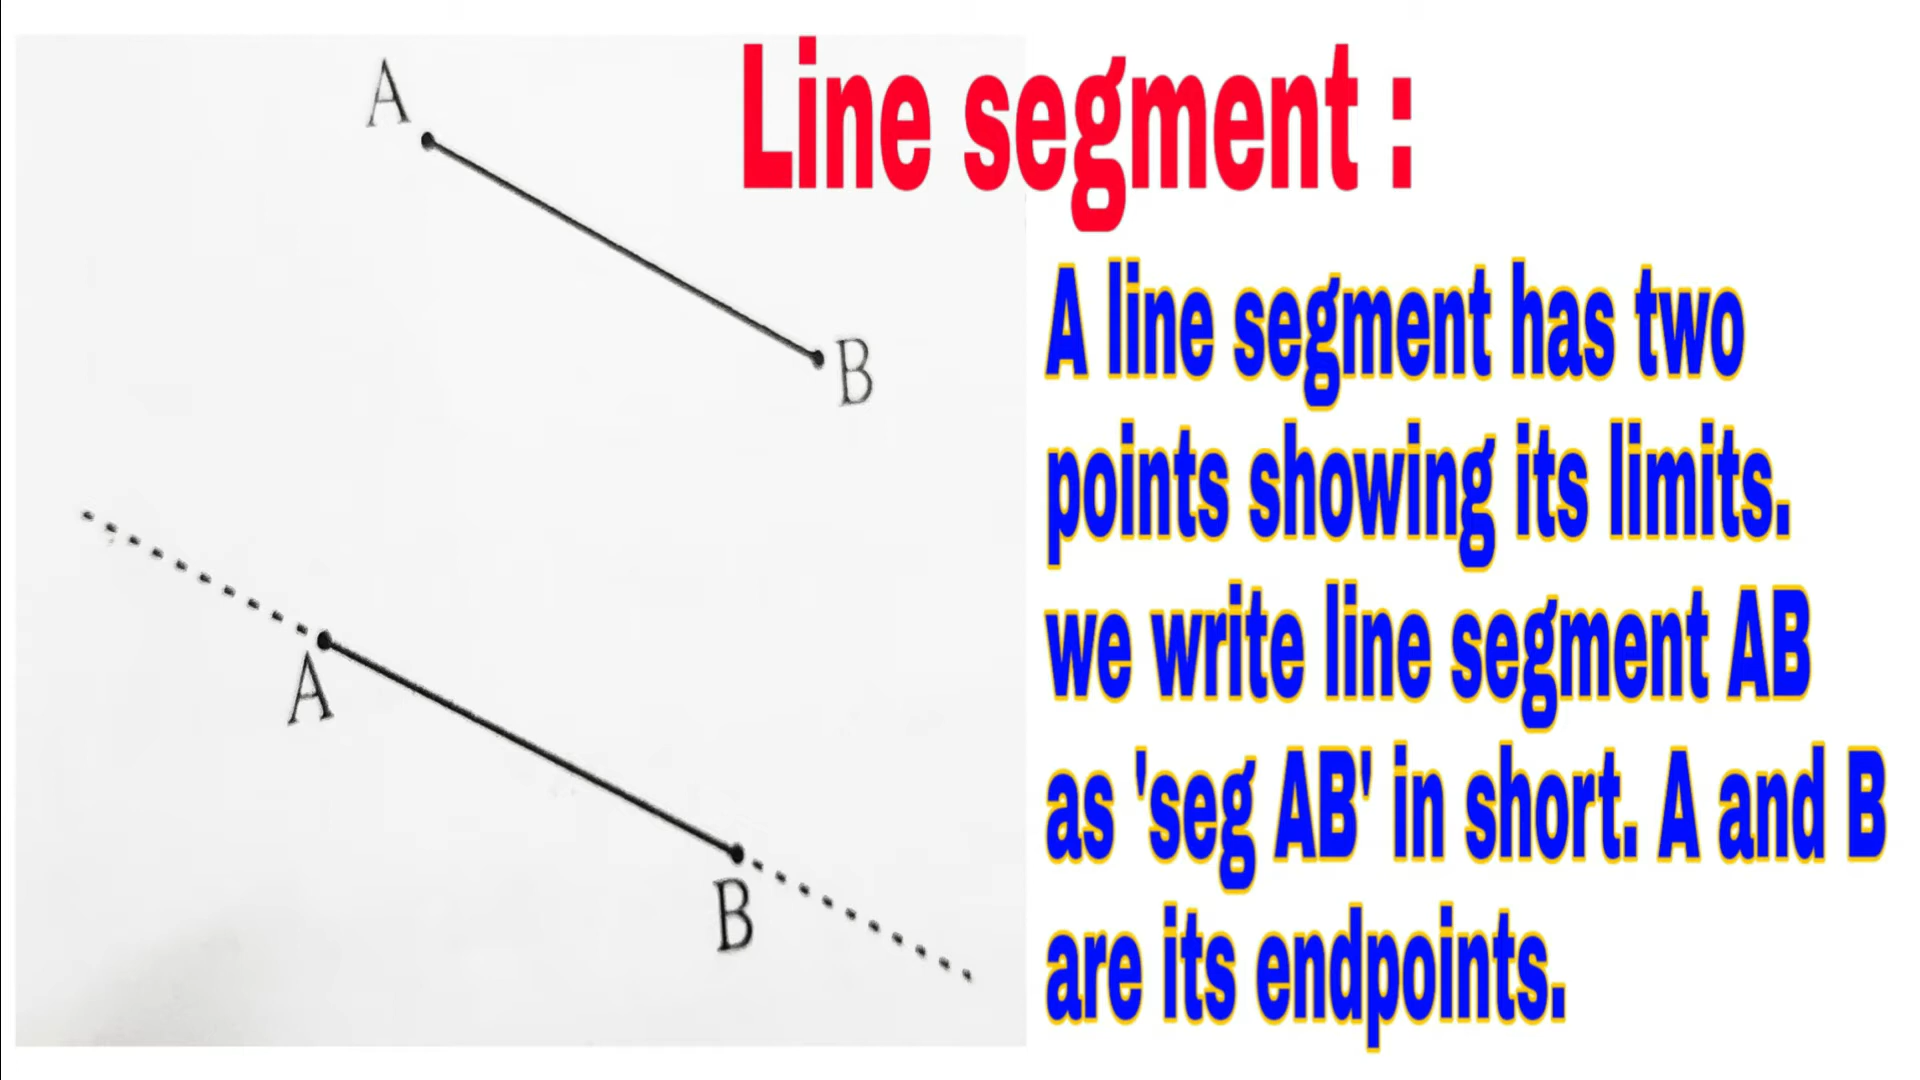 Line segment :
A
B
A
B
A line segment has two
points showing its limits.
we write line segment AB
as 'seg AB' in short. A and B
are its endpoints.